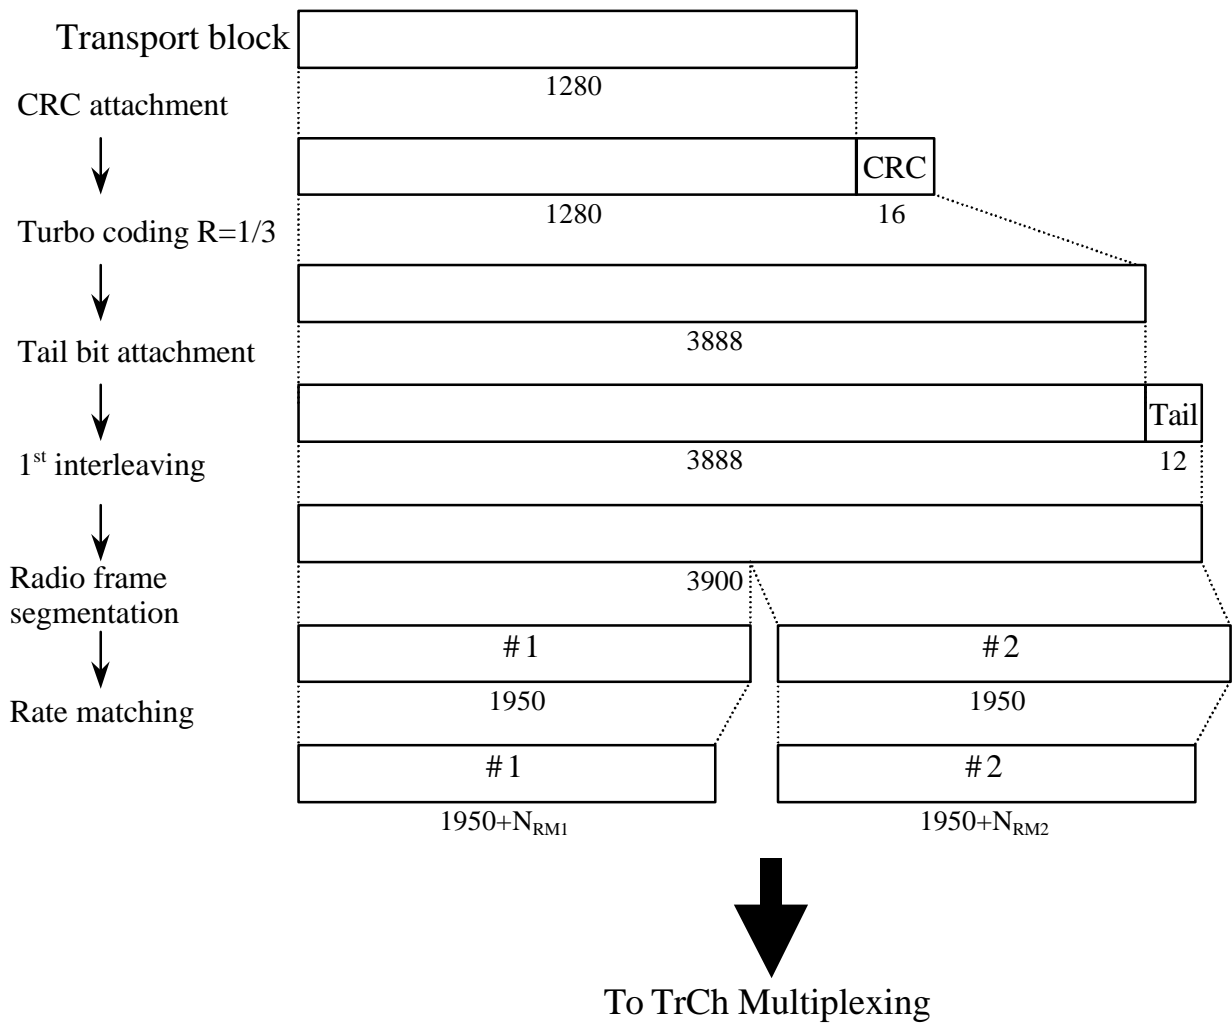 Transport block
1280
CRC attachment
CRC
1280 16
Turbo coding R=1/3
3888
Tail bit attachment
Tail
3888 12
1st interleaving
3900
Radio frame
segmentation
#1 #2
1950 1950
Rate matching
#1 #2
1950+NRM1 1950+NRM2
To TrCh Multiplexing